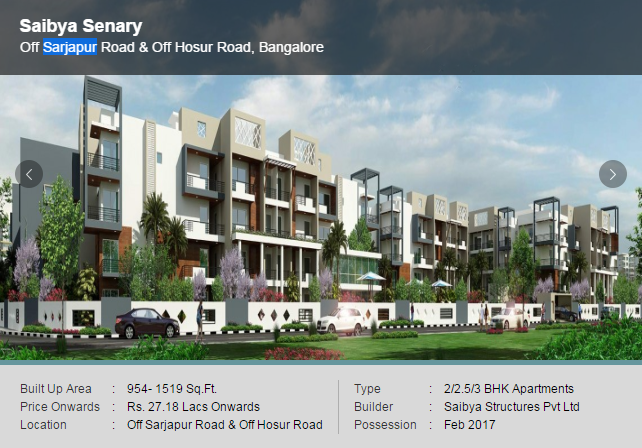 Saibya Senary
Off Sarjapur Road & Off Hosur Road, Bangalore
Built Up Area : 954- 1519 Sq.Ft.
Price Onwards : Rs. 27.18 Lacs Onwards
Location : Off Sarjapur Road & Off Hosur Road
Type : 2/2.5/3 BHK Apartments
Builder : Saibya Structures Pvt Ltd
Possession : Feb 2017